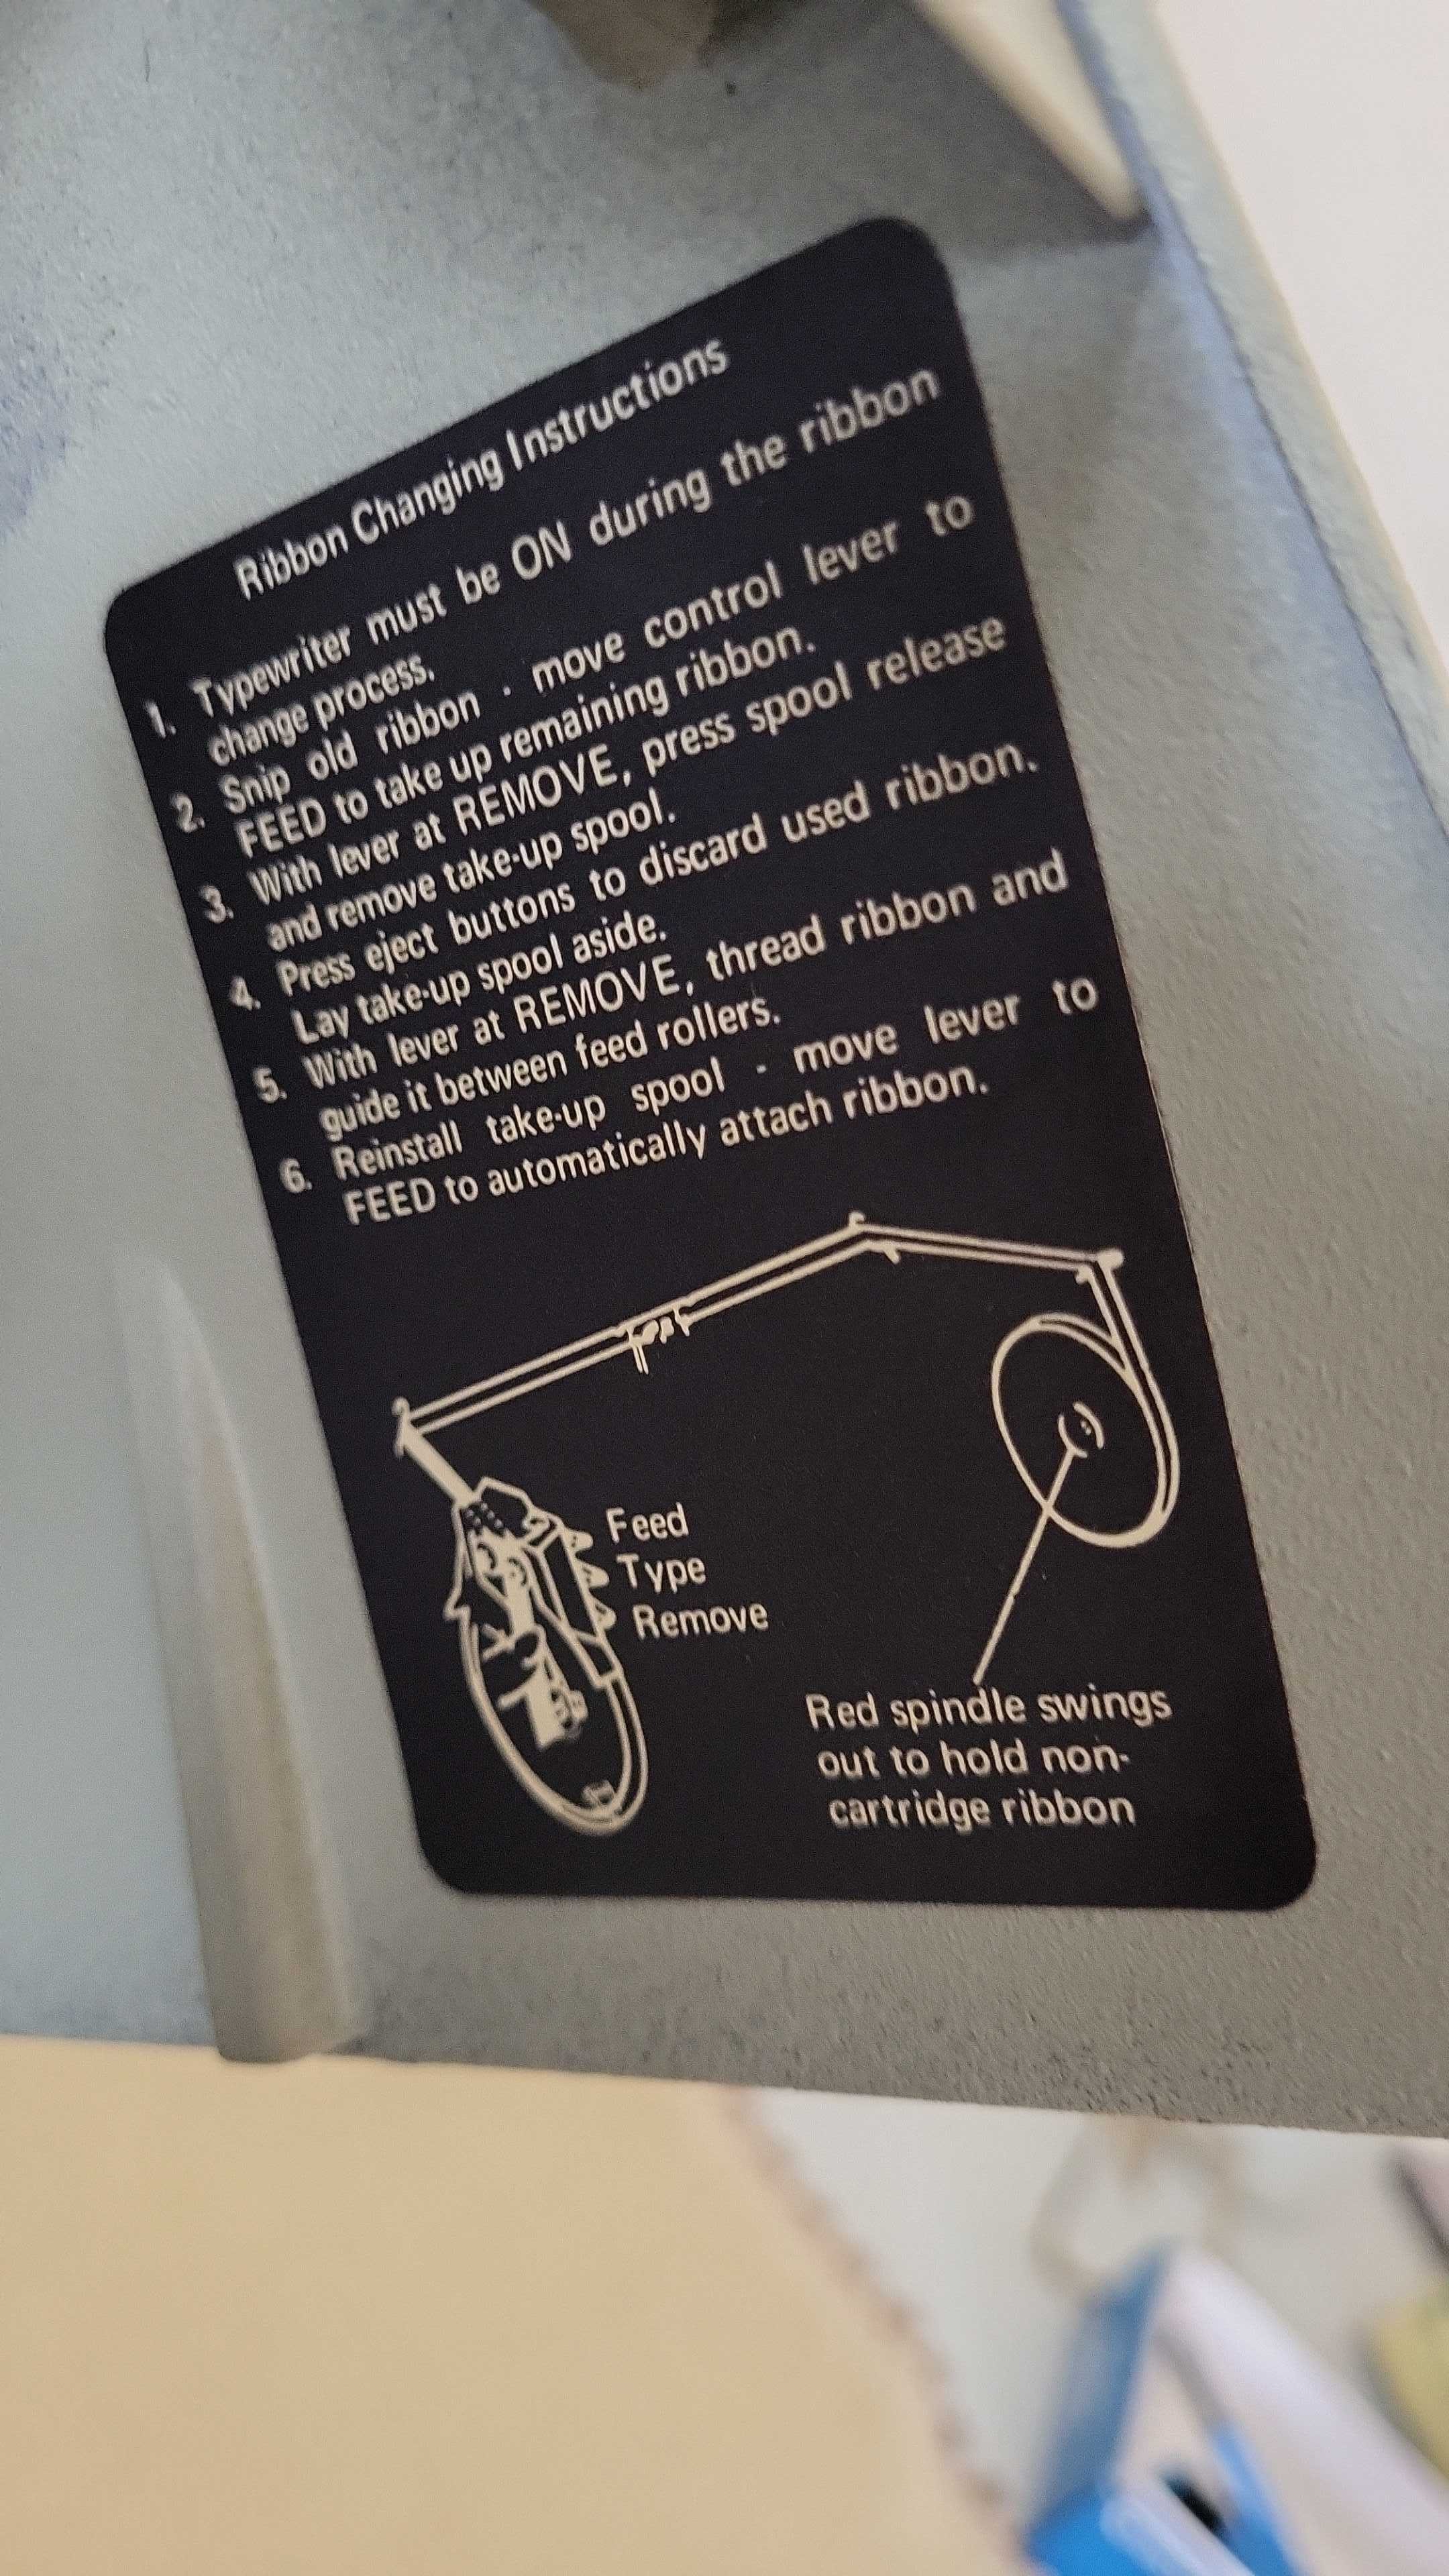 Ribbon Changing Instructions
1. Typewriter must be ON during the ribbon
change process.
2. Snip old ribbon - move control lever to
FEED to take up remaining ribbon.
3. With lever at REMOVE, press spool release
and remove take-up spool.
4. Press eject buttons to discard used ribbon.
Lay take-up spool aside.
5. With lever at REMOVE, thread ribbon and
guide it between feed rollers.
6. Reinstall take-up spool - move lever to
FEED to automatically attach ribbon.
Feed
Type
Remove
Red spindle swings
out to hold non-
cartridge ribbon